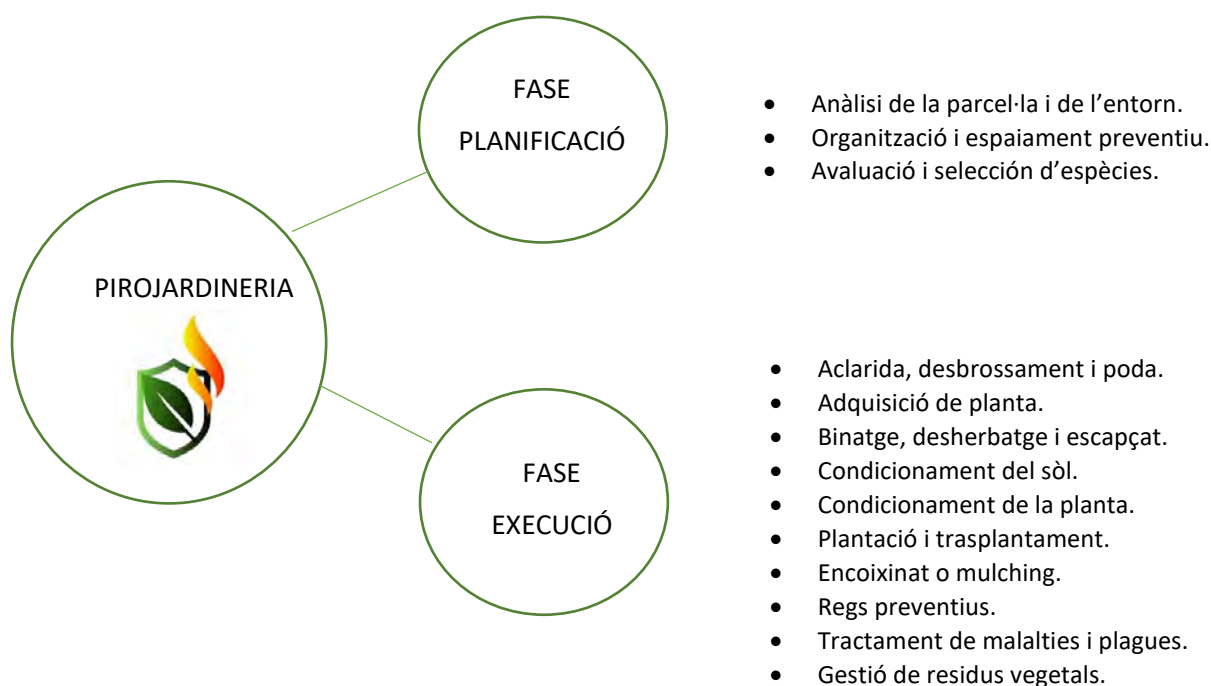 PIROJARDINERIA
FASE
PLANIFICACIÓ
• Anàlisi de la parcel·la i de l’entorn.
• Organització i espaiament preventiu.
• Avaluació i selección d’espècies.
FASE
EXECUCIÓ
• Aclarida, desbrossament i poda.
• Adquisició de planta.
• Binatge, desherbatge i escapçat.
• Condicionament del sòl.
• Condicionament de la planta.
• Plantació i trasplantament.
• Encoixinat o mulching.
• Regs preventius.
• Tractament de malalties i plagues.
• Gestió de residus vegetals.